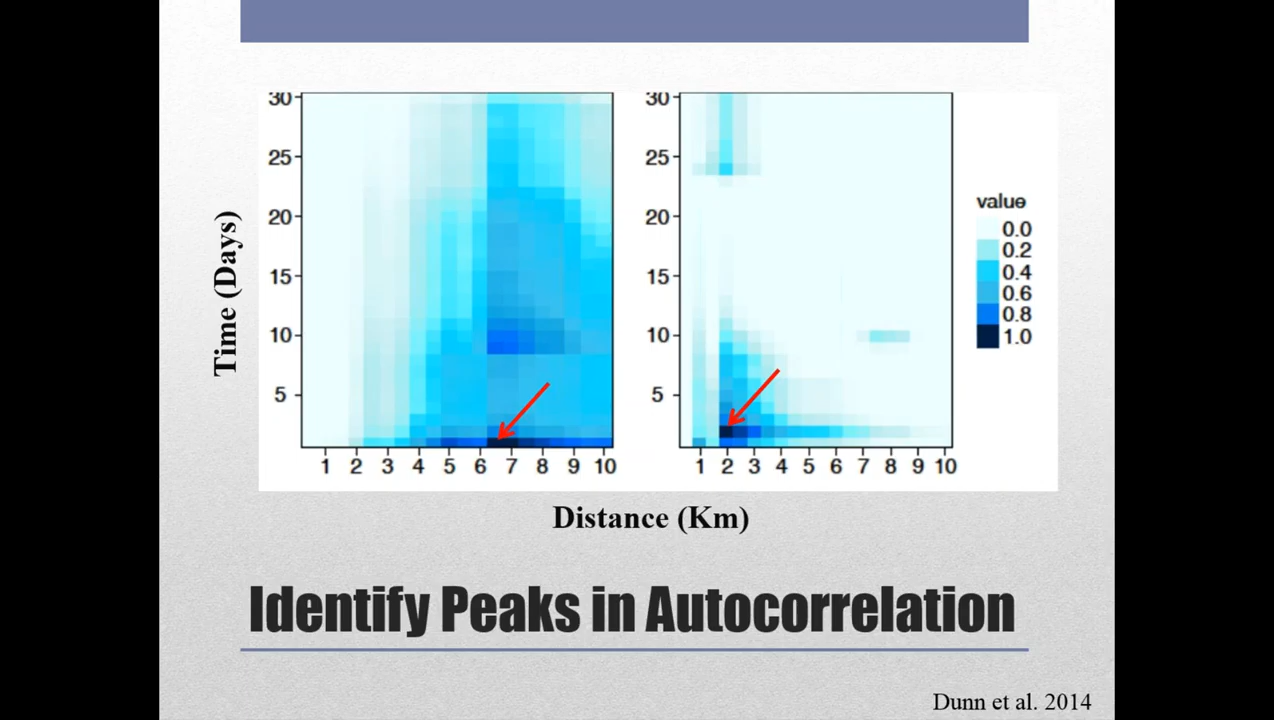 30
25
20
15
10
5
1 2 3 4 5 6 7 8 9 10
30
25
20
15
10
5
1 2 3 4 5 6 7 8 9 10
value
0.0
0.2
0.4
0.6
0.8
1.0
Time (Days)
Distance (Km)
Identify Peaks in Autocorrelation
Dunn et al. 2014